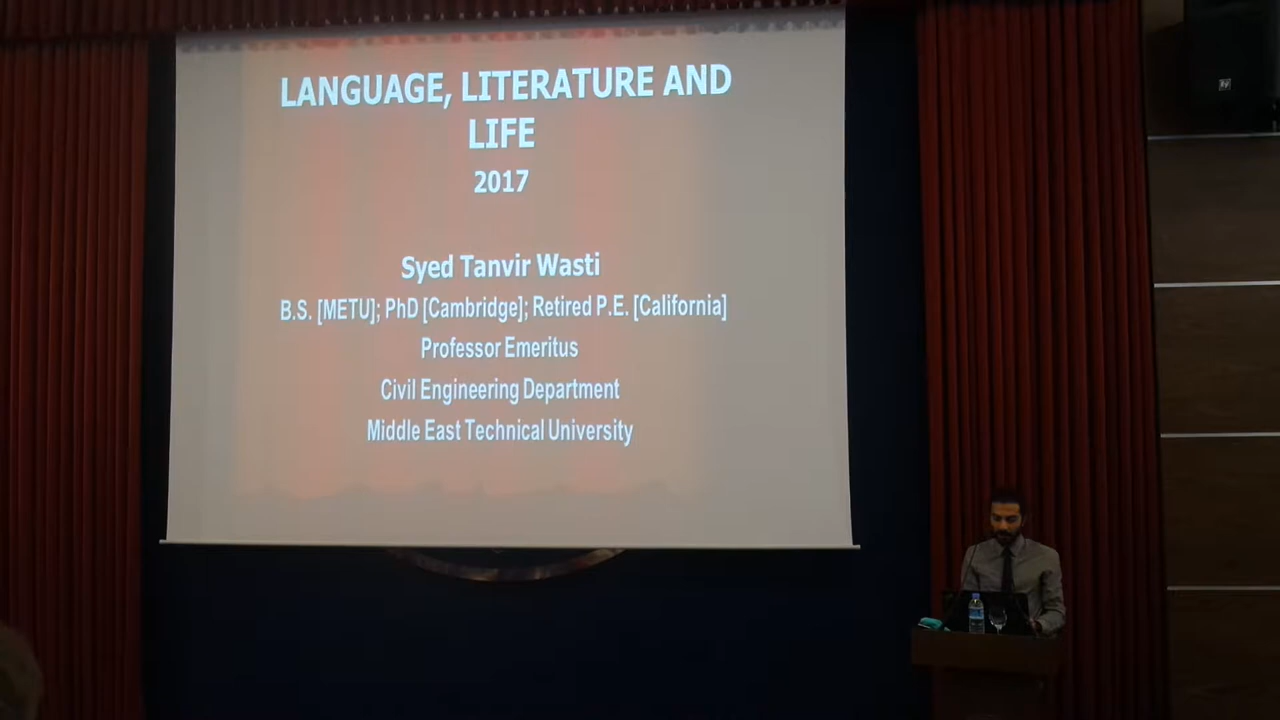 LANGUAGE, LITERATURE AND
LIFE
2017
Syed Tanvir Wasti
B.S. [METU]; PhD [Cambridge]; Retired P.E. [California]
Professor Emeritus
Civil Engineering Department
Middle East Technical University